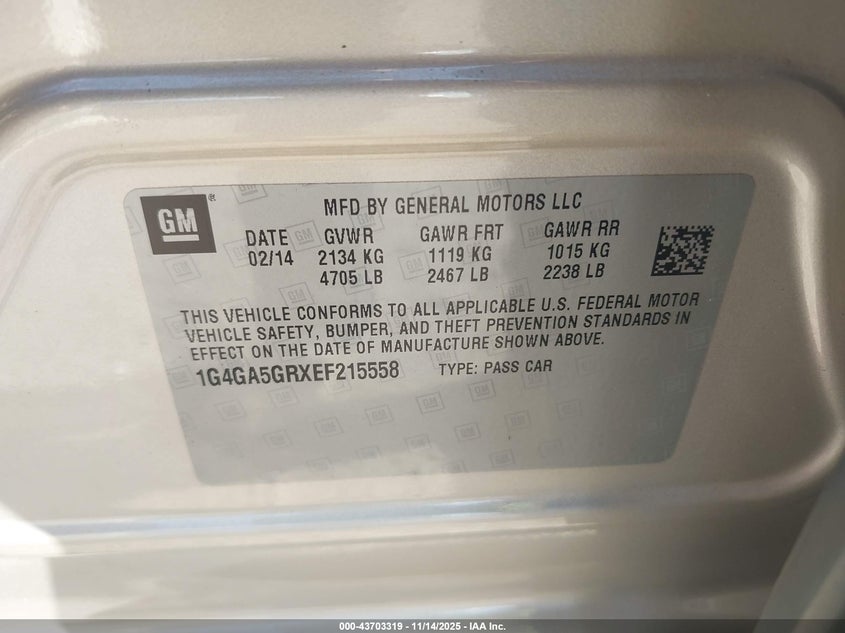 GM®
MFD BY GENERAL MOTORS LLC
DATE GVWR GAWR FRT GAWR RR
02/14 2134 KG 1119 KG 1015 KG
4705 LB 2467 LB 2238 LB
THIS VEHICLE CONFORMS TO ALL APPLICABLE U.S. FEDERAL MOTOR
VEHICLE SAFETY, BUMPER, AND THEFT PREVENTION STANDARDS IN
EFFECT ON THE DATE OF MANUFACTURE SHOWN ABOVE.
1G4GA5GRXEF215558 TYPE: PASS CAR
000-43703319 - 11/14/2025 - IAA Inc.